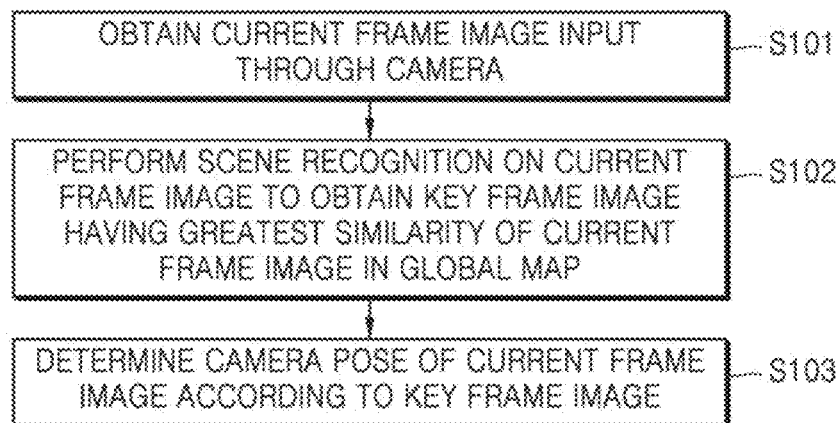 OBTAIN CURRENT FRAME IMAGE INPUT
THROUGH CAMERA
S101
PERFORM SCENE RECOGNITION ON CURRENT
FRAME IMAGE TO OBTAIN KEY FRAME IMAGE
HAVING GREATEST SIMILARITY OF CURRENT
FRAME IMAGE IN GLOBAL MAP
S102
DETERMINE CAMERA POSE OF CURRENT FRAME
IMAGE ACCORDING TO KEY FRAME IMAGE
S103